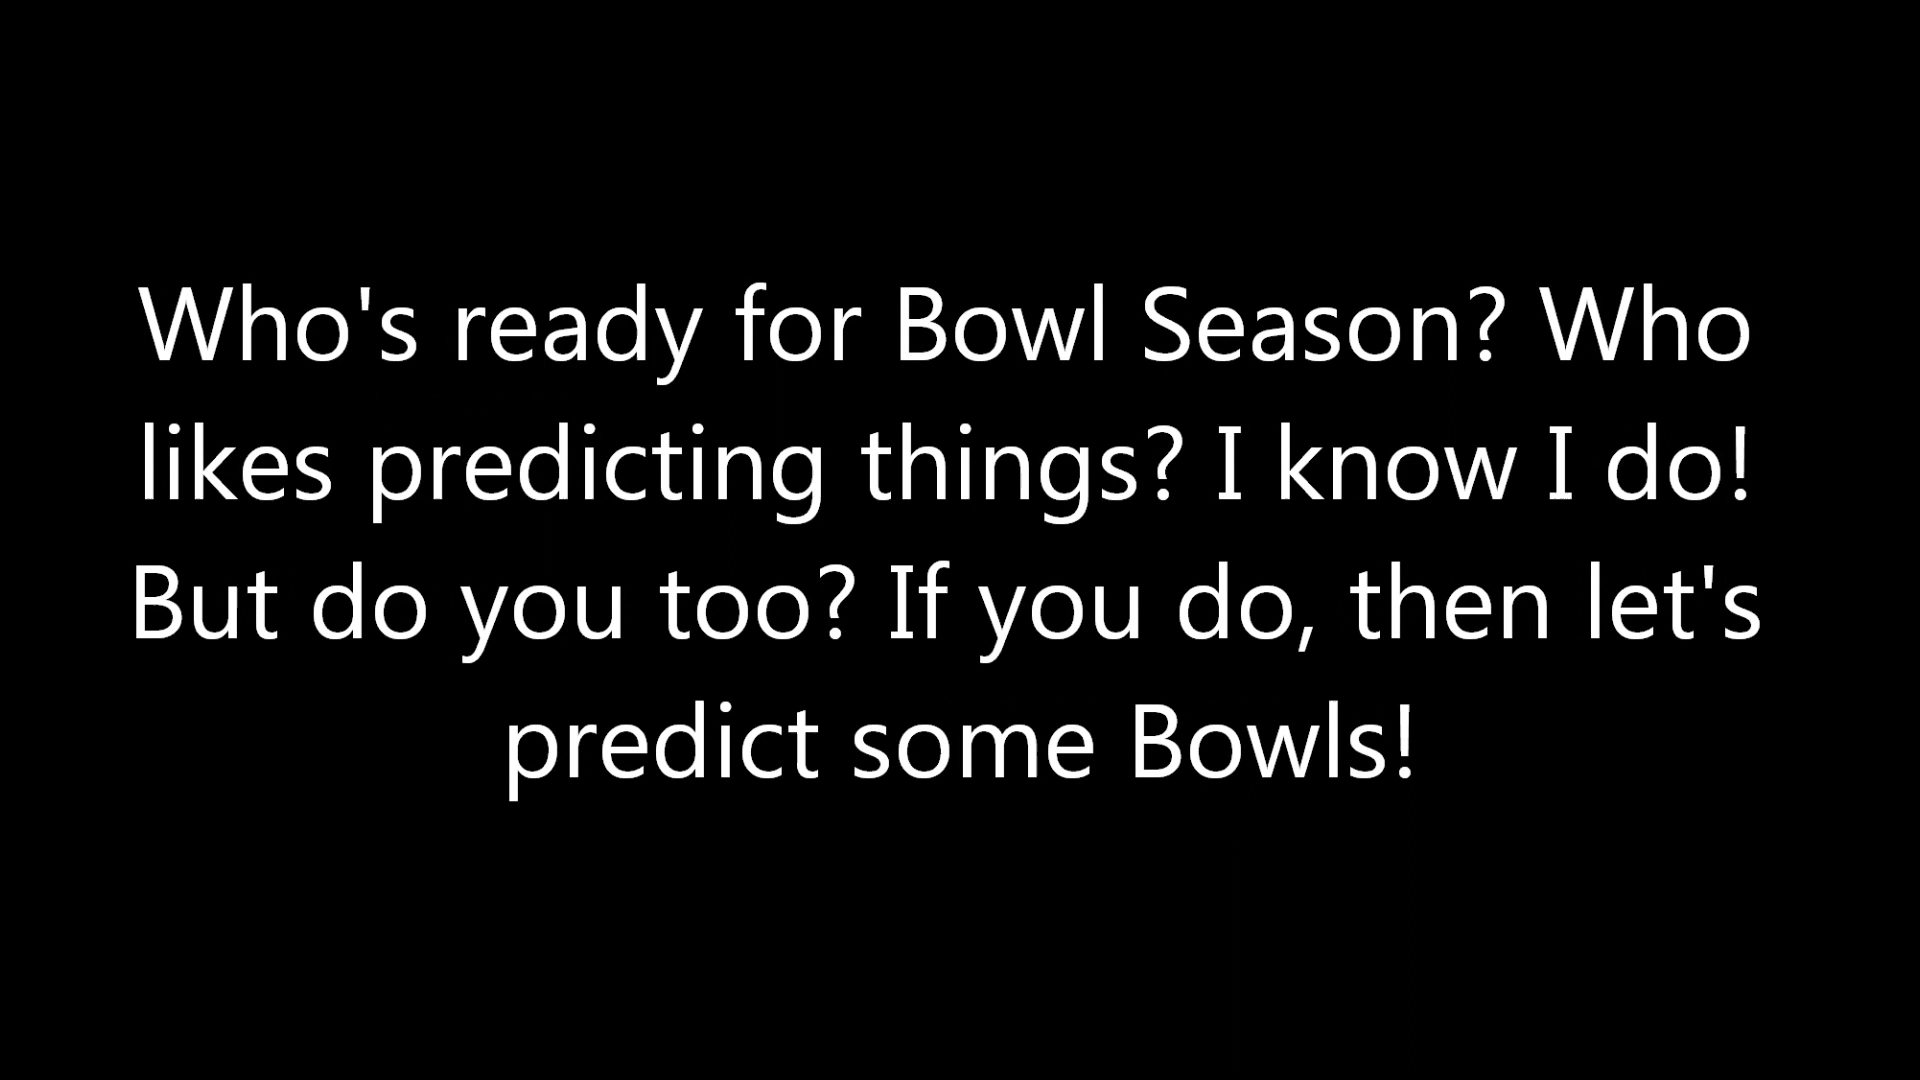 Who's ready for Bowl Season? Who
likes predicting things? I know I do!
But do you too? If you do, then let's
predict some Bowls!